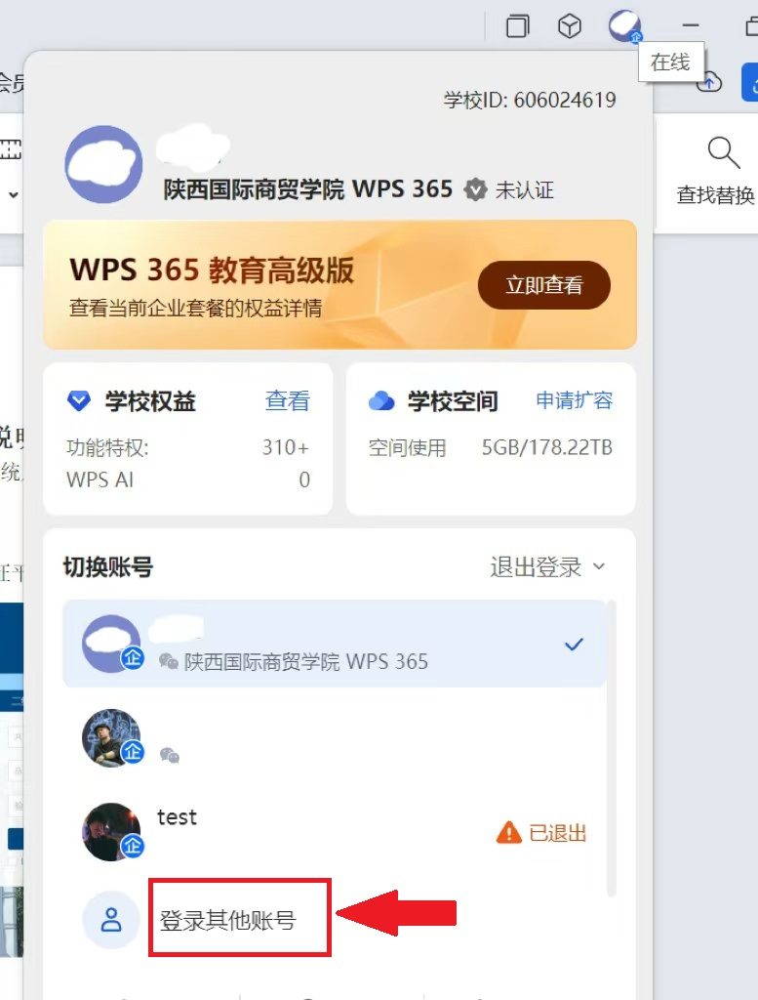 在线
会员
学校ID: 606024619
陕西国际商贸学院 WPS 365 未认证
查找替换
WPS 365 教育高级版
查看当前企业套餐的权益详情
立即查看
学校权益 查看
功能特权: 310+
WPS AI 0
学校空间 申请扩容
空间使用 5GB/178.22TB
说明
统
切换账号 退出登录
企
陕西国际商贸学院 WPS 365
企
test
企
已退出
登录其他账号